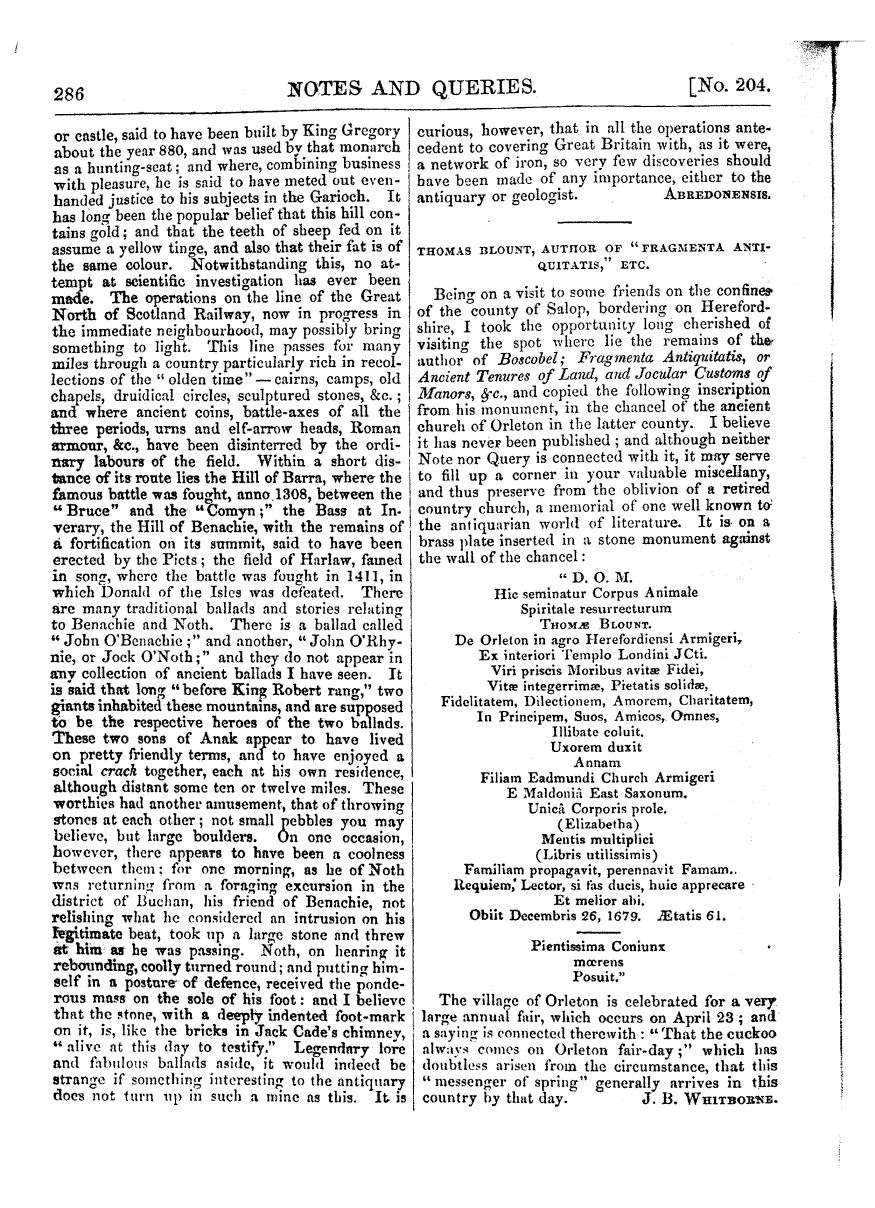 286
NOTES AND QUERIES.
[No. 204.
or castle, said to have been built by King Gregory
about the year 880, and was used by that monarch
as a hunting-seat; and where, combining business
with pleasure, he is said to have meted out even-
handed justice to his subjects in the Garioch. It
has long been the popular belief that this hill con-
tains gold; and that the teeth of sheep fed on it
assume a yellow tinge, and also that their fat is of
the same colour. Notwithstanding this, no at-
tempt at scientific investigation has ever been
made. The operations on the line of the Great
North of Scotland Railway, now in progress in
the immediate neighbourhood, may possibly bring
something to light. This line passes for many
miles through a country particularly rich in recol-
lections of the "olden time"—cairns, camps, old
chapels, druidical circles, sculptured stones, &c.;
and where ancient coins, battle-axes of all the
three periods, urns and elf-arrow heads, Roman
armour, &c., have been disinterred by the ordi-
nary labours of the field. Within a short dis-
tance of its route lies the Hill of Barra, where the
famous battle was fought, anno 1308, between the
"Bruce" and the "Comyn;" the Bass at In-
verary, the Hill of Benachie, with the remains of
a fortification on its summit, said to have been
erected by the Picts; the field of Harlaw, famed
in song, where the battle was fought in 1411, in
which Donald of the Isles was defeated. There
are many traditional ballads and stories relating
to Benachie and Noth. There is a ballad called
"John O'Benachie;" and another, "John O'Rhy-
nie, or Jock O'Noth;" and they do not appear in
any collection of ancient ballads I have seen. It
is said that long "before King Robert rang," two
giants inhabited these mountains, and are supposed
to be the respective heroes of the two ballads.
These two sons of Anak appear to have lived
on pretty friendly terms, and to have enjoyed a
social crack together, each at his own residence,
although distant some ten or twelve miles. These
worthies had another amusement, that of throwing
stones at each other; not small pebbles you may
believe, but large boulders. On one occasion,
however, there appears to have been a coolness
between them; for one morning, as he of Noth
was returning from a foraging excursion in the
district of Buchan, his friend of Benachie, not
relishing what he considered an intrusion on his
legitimate beat, took up a large stone and threw
at him as he was passing. Noth, on hearing it
rebounding, coolly turned round; and putting him-
self in a posture of defence, received the ponde-
rous mass on the sole of his foot: and I believe
that the stone, with a deeply indented foot-mark
on it, is, like the bricks in Jack Cade's chimney,
"alive at this day to testify." Legendary lore
and fabulous ballads aside, it would indeed be
strange if something interesting to the antiquary
does not turn up in such a mine as this. It is
curious, however, that in all the operations ante-
cedent to covering Great Britain with, as it were,
a network of iron, so very few discoveries should
have been made of any importance, either to the
antiquary or geologist. ABREDONENSIS.
THOMAS BLOUNT, AUTHOR OF "FRAGMENTA ANTI-
QUITATIS," ETC.
Being on a visit to some friends on the confines
of the county of Salop, bordering on Hereford-
shire, I took the opportunity long cherished of
visiting the spot where lie the remains of the
author of Boscobel; Fragmenta Antiquitatis, or
Ancient Tenures of Land, and Jocular Customs of
Manors, &c., and copied the following inscription
from his monument, in the chancel of the ancient
church of Orleton in the latter county. I believe
it has never been published; and although neither
Note nor Query is connected with it, it may serve
to fill up a corner in your valuable miscellany,
and thus preserve from the oblivion of a retired
country church, a memorial of one well known to
the antiquarian world of literature. It is on a
brass plate inserted in a stone monument against
the wall of the chancel:
"D. O. M.
Hic seminatur Corpus Animale
Spiritale resurrecturum
THOMÆ BLOUNT.
De Orleton in agro Herefordiensi Armigeri,
Ex interiori Templo Londini JCti.
Viri priscis Moribus avitæ Fidei,
Vitæ integerrimæ, Pietatis solidæ,
Fidelitatem, Dilectionem, Amorem, Charitatem,
In Principem, Suos, Amicos, Omnes,
Illibate coluit.
Uxorem duxit
Annam
Filiam Eadmundi Church Armigeri
E Maldoniâ East Saxonum.
Unicâ Corporis prole.
(Elizabetha)
Mentis multiplici
(Libris utilissimis)
Familiam propagavit, perennavit Famam..
Requiem, Lector, si fas ducis, huic apprecare
Et melior abi.
Obiit Decembris 26, 1679. Ætatis 61.
Pientissima Coniunx
mœrens
Posuit."
The village of Orleton is celebrated for a very
large annual fair, which occurs on April 23; and
a saying is connected therewith: "That the cuckoo
always comes on Orleton fair-day;" which has
doubtless arisen from the circumstance, that this
"messenger of spring" generally arrives in this
country by that day. J. B. WHITBORNE.